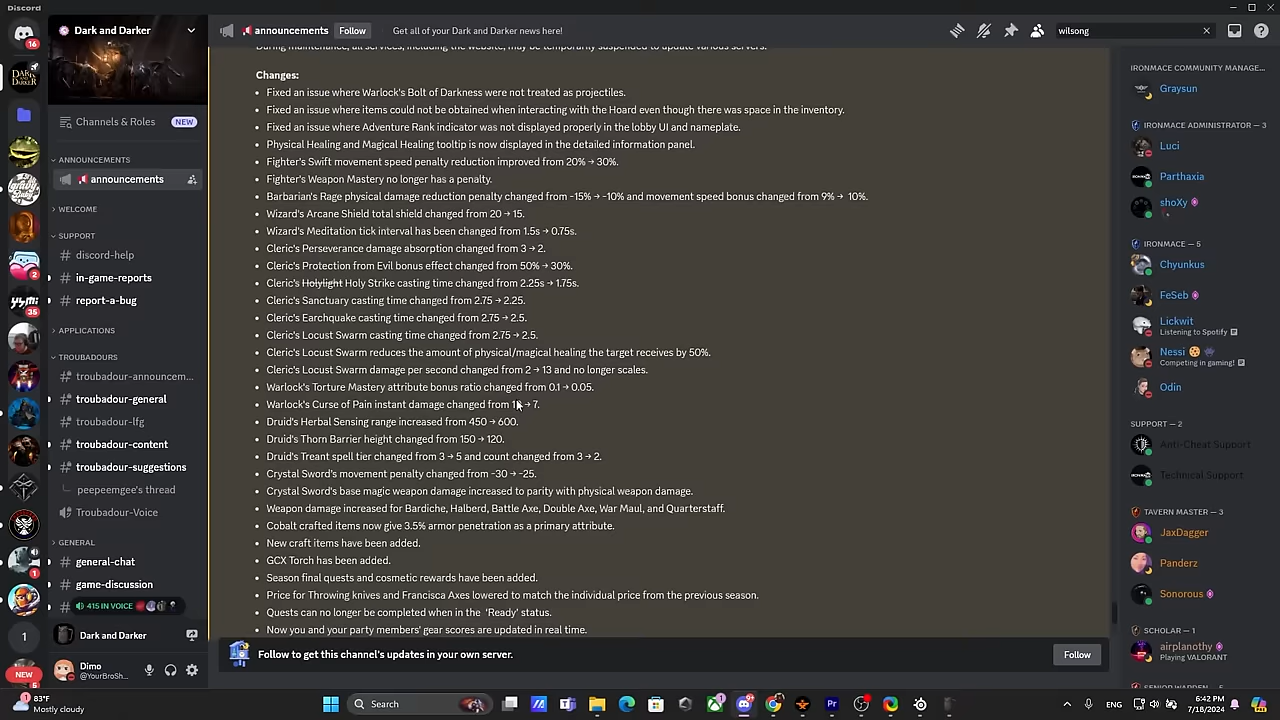 Discord
Dark and Darker
announcements
Follow
Get all of your Dark and Darker news here!
wilsong
16
2
35
1
1
NEW
5
Channels & Roles
NEW
ANNOUNCEMENTS
announcements
WELCOME
SUPPORT
discord-help
in-game-reports
report-a-bug
APPLICATIONS
TROUBADOURS
troubadour-announcem...
troubadour-general
troubadour-lfg
troubadour-content
troubadour-suggestions
peepeemgee's thread
Troubadour-Voice
GENERAL
general-chat
game-discussion
415 IN VOICE
Dark and Darker
Dimo
@YourBroSh...
During maintenance, all services, including the website, may be temporarily suspended to update various servers.
Changes:
• Fixed an issue where Warlock's Bolt of Darkness were not treated as projectiles.
• Fixed an issue where items could not be obtained when interacting with the Hoard even though there was space in the inventory.
• Fixed an issue where Adventure Rank indicator was not displayed properly in the lobby UI and nameplate.
• Physical Healing and Magical Healing tooltip is now displayed in the detailed information panel.
• Fighter's Swift movement speed penalty reduction improved from 20% → 30%.
• Fighter's Weapon Mastery no longer has a penalty.
• Barbarian's Rage physical damage reduction penalty changed from -15% → -10% and movement speed bonus changed from 9% → 10%.
• Wizard's Arcane Shield total shield changed from 20 → 15.
• Wizard's Meditation tick interval has been changed from 1.5s → 0.75s.
• Cleric's Perseverance damage absorption changed from 3 → 2.
• Cleric's Protection from Evil bonus effect changed from 50% → 30%.
• Cleric's Holylight Holy Strike casting time changed from 2.25s → 1.75s.
• Cleric's Sanctuary casting time changed from 2.75 → 2.25.
• Cleric's Earchquake casting time changed from 2.75 → 2.5.
• Cleric's Locust Swarm casting time changed from 2.75 → 2.5.
• Cleric's Locust Swarm reduces the amount of physical/magical healing the target receives by 50%.
• Cleric's Locust Swarm damage per second changed from 2 → 13 and no longer scales.
• Warlock's Torture Mastery attribute bonus ratio changed from 0.1 → 0.05.
• Warlock's Curse of Pain instant damage changed from → 7.
• Druid's Herbal Sensing range increased from 450 → 600.
• Druid's Thorn Barrier height changed from 150 → 120.
• Druid's Treant spell tier changed from 3 → 5 and count changed from 3 → 2.
• Crystal Sword's movement penalty changed from -30 → -25.
• Crystal Sword's base magic weapon damage increased to parity with physical weapon damage.
• Weapon damage increased for Bardiche, Halberd, Battle Axe, Double Axe, War Maul, and Quarterstaff.
• Cobalt crafted items now give 3.5% armor penetration as a primary attribute.
• New craft items have been added.
• GCX Torch has been added.
• Season final quests and cosmetic rewards have been added.
• Price for Throwing knives and Francisca Axes lowered to match the individual price from the previous season.
• Quests can no longer be completed when in the 'Ready' status.
• Now you and your party members' gear scores are updated in real time.
Follow to get this channel's updates in your own server.
Follow
IRONMACE COMMUNITY MANAGE...
Graysun
IRONMACE ADMINISTRATOR — 3
Luci
Parthaxia
shoXy
IRONMACE — 5
Chyunkus
FeSeb
Lickwit
Listening to Spotify
Nessi
Competing in gaming!
Odin
SUPPORT — 2
Anti-Cheat Support
Technical Support
TAVERN MASTER — 3
JaxDagger
Panderz
Sonorous
SCHOLAR — 1
airplanothy
Playing VALORANT
SENIOR WARDEN — 5
83°F
Mostly cloudy
Search
ENG
6:42 PM
7/18/2024